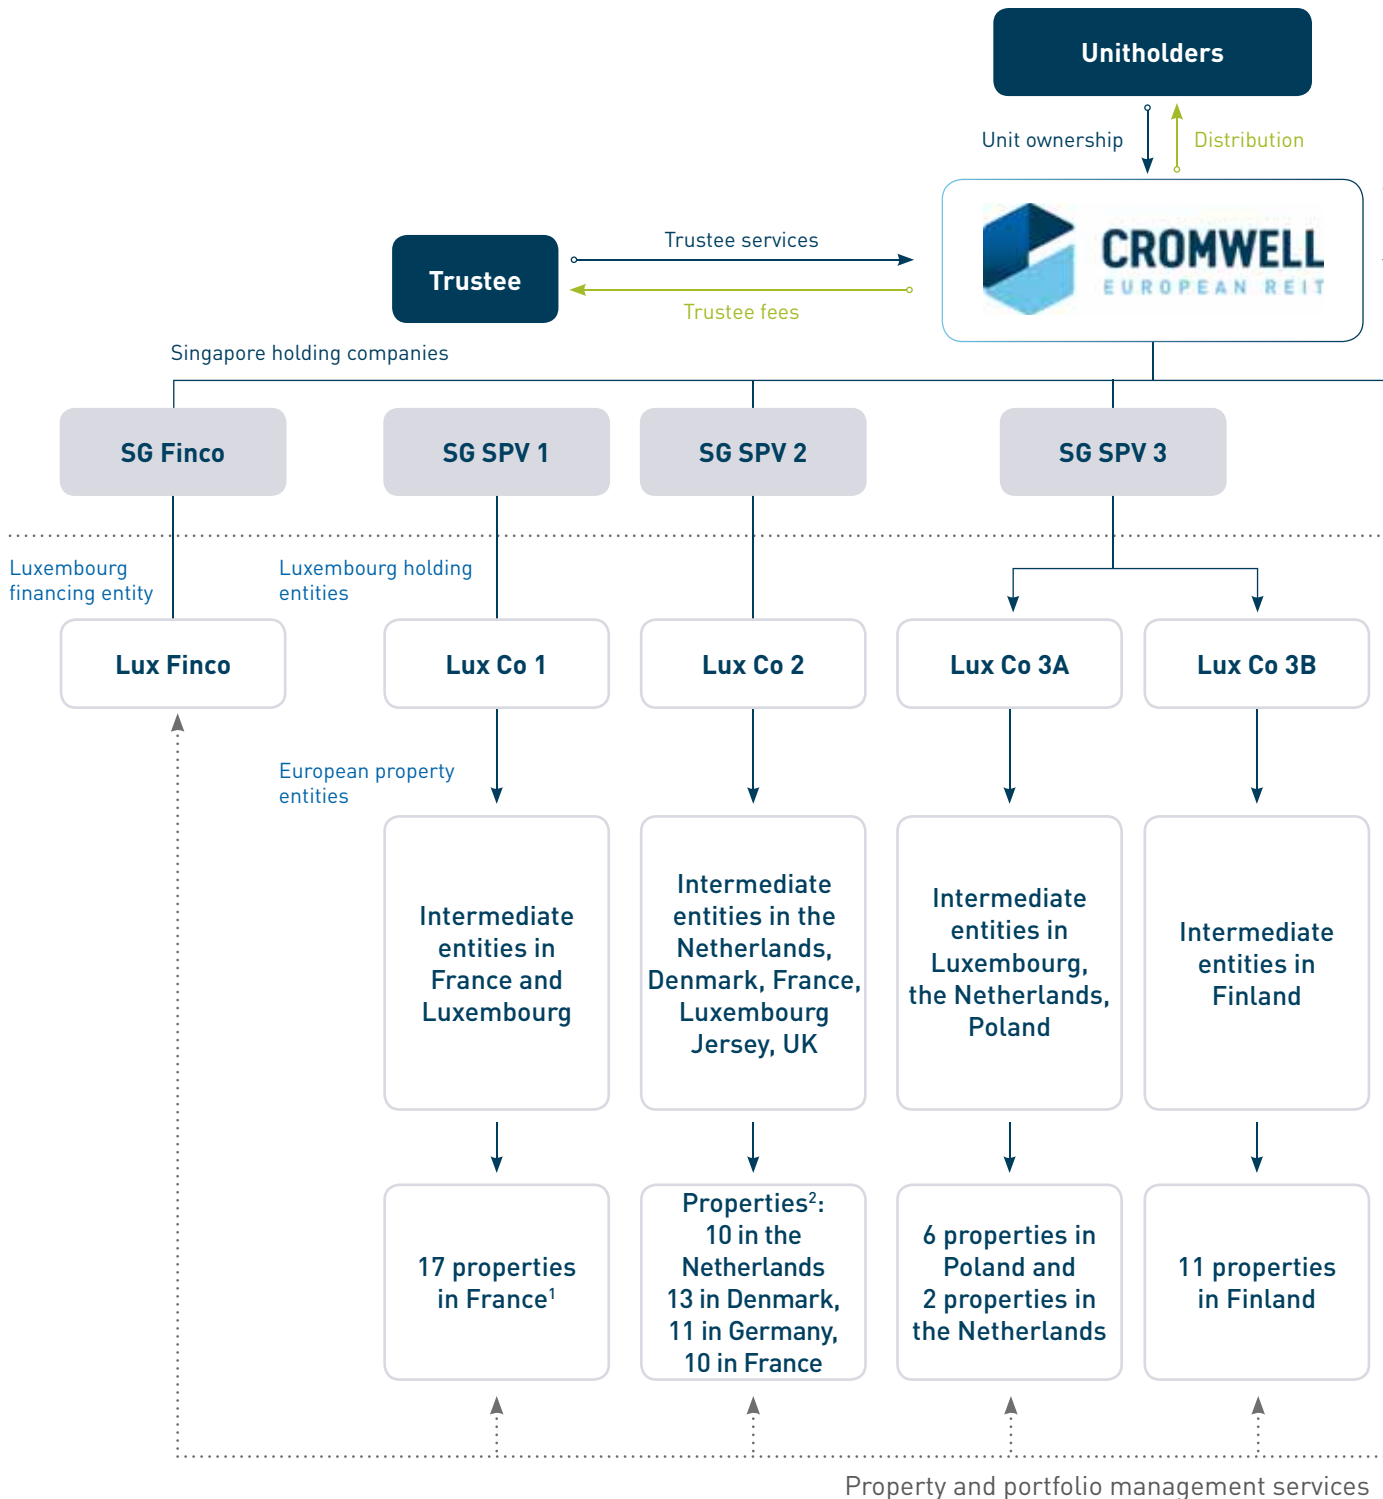 Unitholders
Unit ownership
Distribution
CROMWELL
EUROPEAN REIT
Trustee
Trustee services
Trustee fees
Singapore holding companies
SG Finco
SG SPV 1
SG SPV 2
SG SPV 3
Luxembourg
financing entity
Luxembourg holding
entities
Lux Finco
Lux Co 1
Lux Co 2
Lux Co 3A
Lux Co 3B
European property
entities
Intermediate
entities in
France and
Luxembourg
Intermediate
entities in the
Netherlands,
Denmark, France,
Luxembourg
Jersey, UK
Intermediate
entities in
Luxembourg,
the Netherlands,
Poland
Intermediate
entities in
Finland
17 properties
in France¹
Properties²:
10 in the
Netherlands
13 in Denmark,
11 in Germany,
10 in France
6 properties in
Poland and
2 properties in
the Netherlands
11 properties
in Finland
Property and portfolio management services